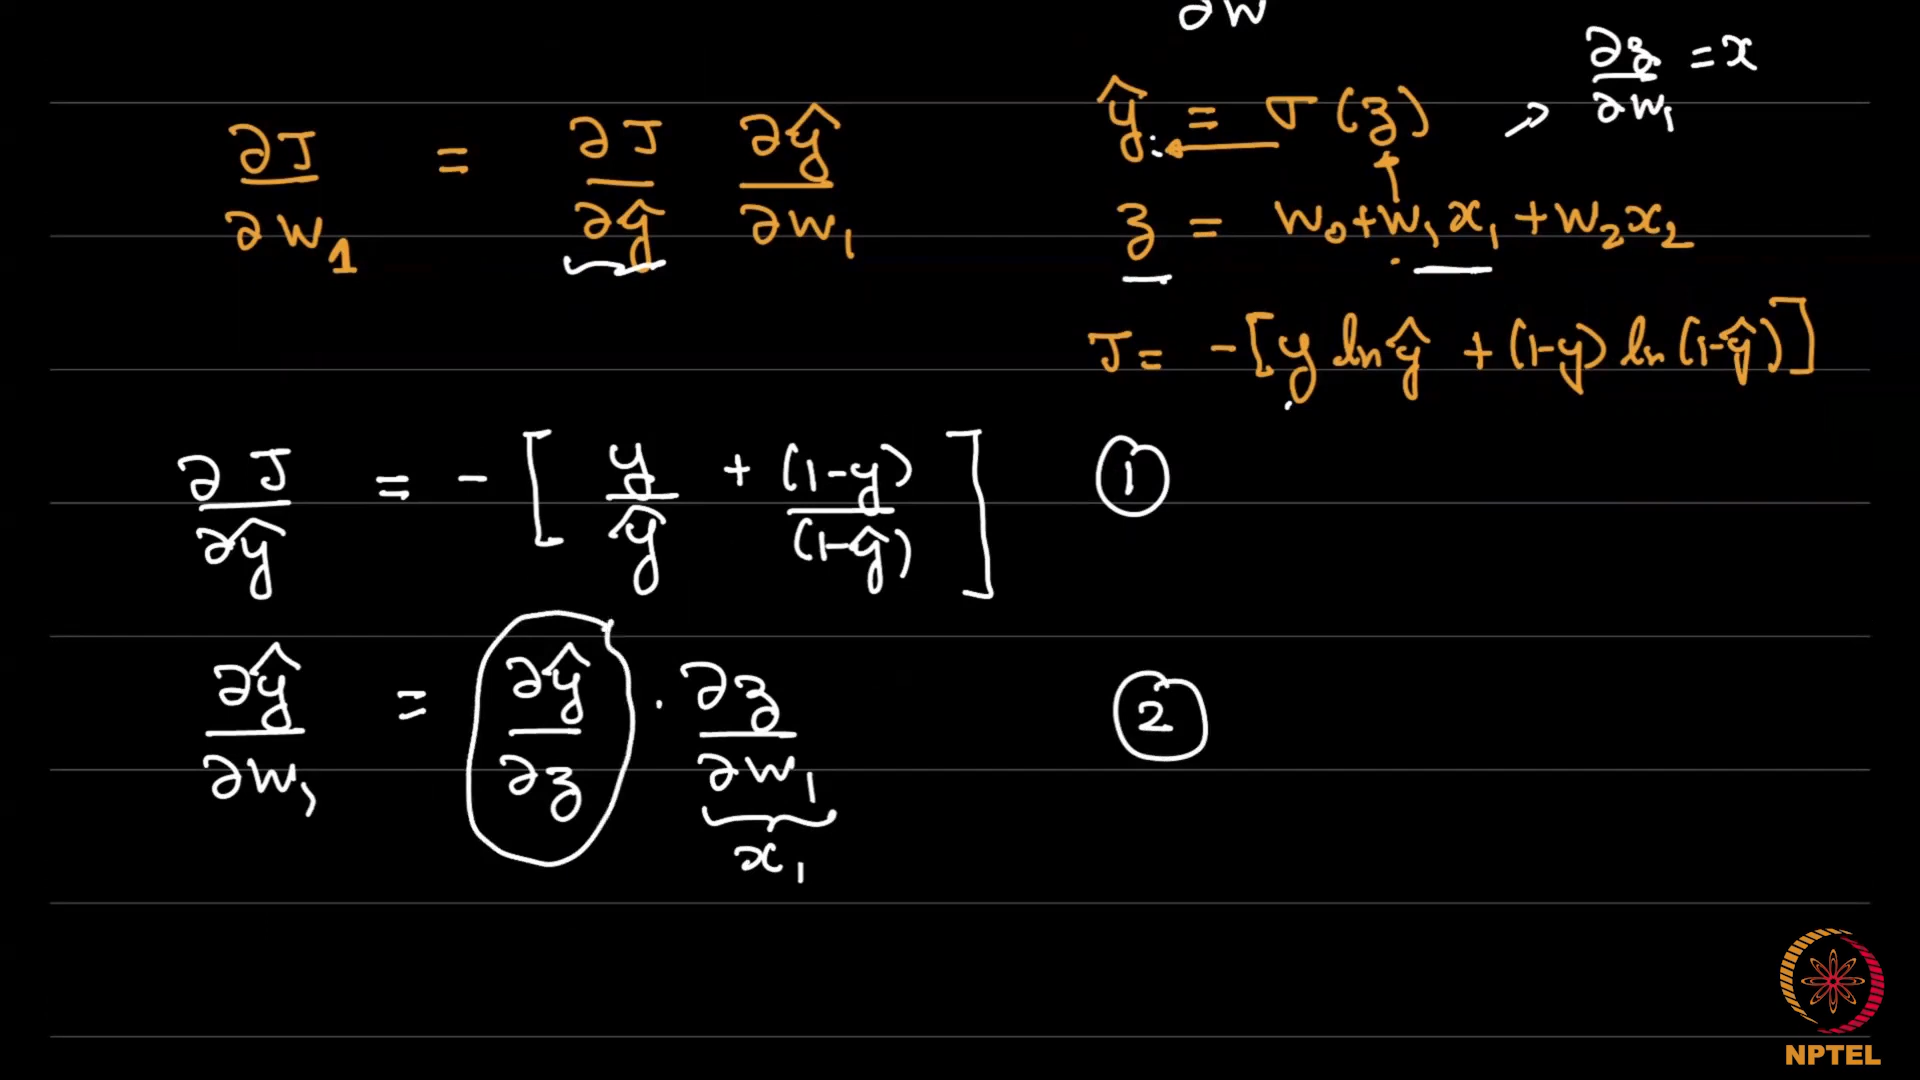 ∂W
∂z/∂w₁ = x
∂J/∂w₁ = ∂J/∂ŷ ∂ŷ/∂w₁
ŷ = σ(z)
z = w₀+w₁x₁+w₂x₂
J = -[y ln ŷ + (1-y) ln (1-ŷ)]
∂J/∂ŷ = -[y/ŷ + (1-y)/(1-ŷ)] ①
∂ŷ/∂w₁ = ∂ŷ/∂z · ∂z/∂w₁ ②
x₁
NPTEL